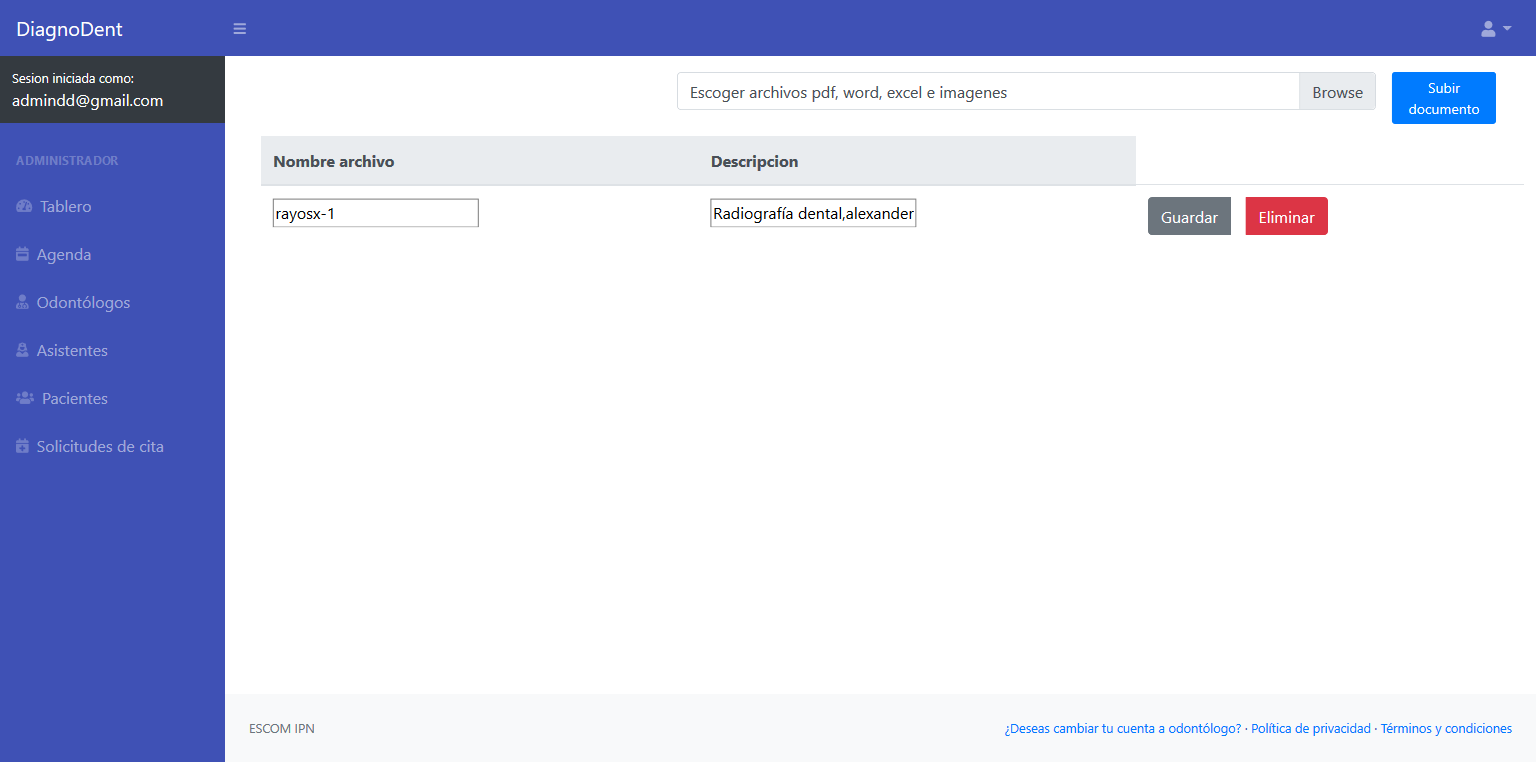 DiagnoDent
Sesion iniciada como:
admindd@gmail.com
ADMINISTRADOR
Tablero
Agenda
Odontólogos
Asistentes
Pacientes
Solicitudes de cita
Escoger archivos pdf, word, excel e imagenes
Browse
Subir
documento
Nombre archivo Descripcion
rayosx-1 Radiografía dental,alexander Guardar Eliminar
ESCOM IPN
¿Deseas cambiar tu cuenta a odontólogo? · Política de privacidad · Términos y condiciones